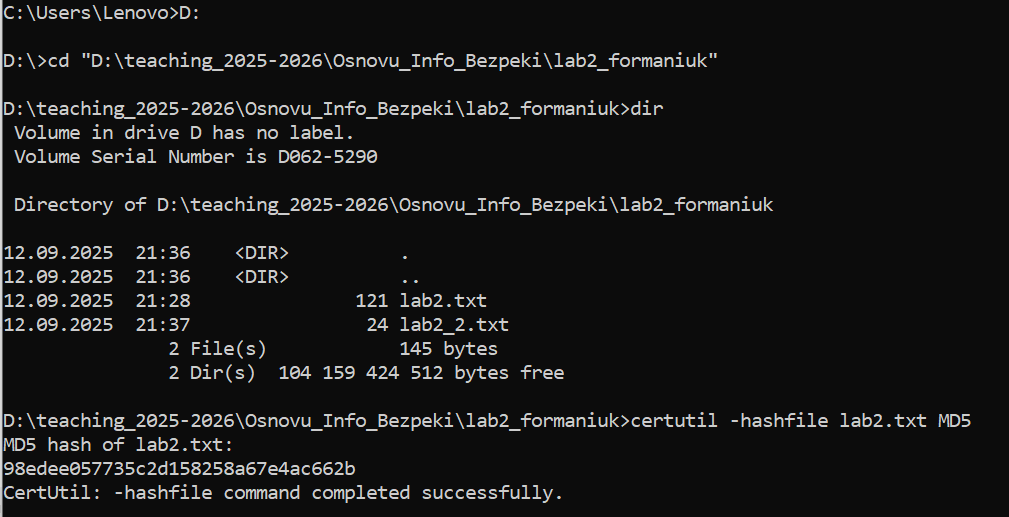 C:\Users\Lenovo>D:
D:\>cd "D:\teaching_2025-2026\Osnovu_Info_Bezpeki\lab2_formaniuk"
D:\teaching_2025-2026\Osnovu_Info_Bezpeki\lab2_formaniuk>dir
 Volume in drive D has no label.
 Volume Serial Number is D062-5290
 Directory of D:\teaching_2025-2026\Osnovu_Info_Bezpeki\lab2_formaniuk
12.09.2025  21:36    <DIR>          .
12.09.2025  21:36    <DIR>          ..
12.09.2025  21:28               121 lab2.txt
12.09.2025  21:37                24 lab2_2.txt
               2 File(s)            145 bytes
               2 Dir(s)  104 159 424 512 bytes free
D:\teaching_2025-2026\Osnovu_Info_Bezpeki\lab2_formaniuk>certutil -hashfile lab2.txt MD5
MD5 hash of lab2.txt:
98edee057735c2d158258a67e4ac662b
CertUtil: -hashfile command completed successfully.